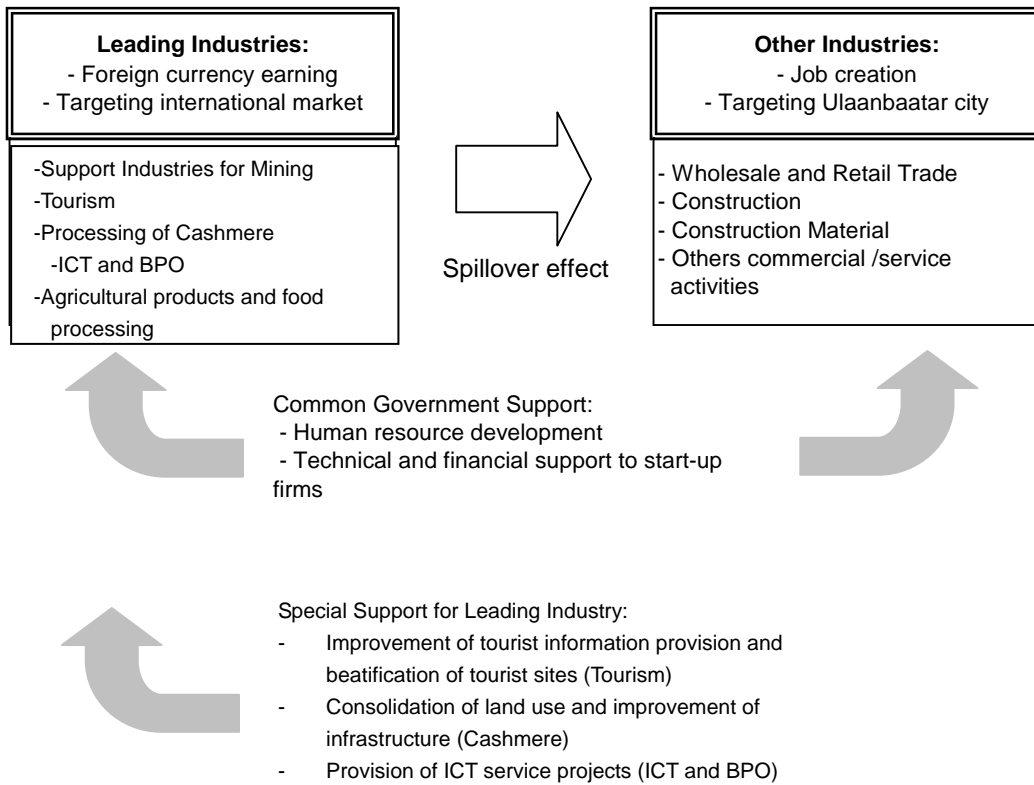 Leading Industries:
- Foreign currency earning
- Targeting international market
-Support Industries for Mining
-Tourism
-Processing of Cashmere
-ICT and BPO
-Agricultural products and food
processing
Spillover effect
Other Industries:
- Job creation
- Targeting Ulaanbaatar city
- Wholesale and Retail Trade
- Construction
- Construction Material
- Others commercial /service
activities
Common Government Support:
- Human resource development
- Technical and financial support to start-up
firms
Special Support for Leading Industry:
- Improvement of tourist information provision and
beatification of tourist sites (Tourism)
- Consolidation of land use and improvement of
infrastructure (Cashmere)
- Provision of ICT service projects (ICT and BPO)